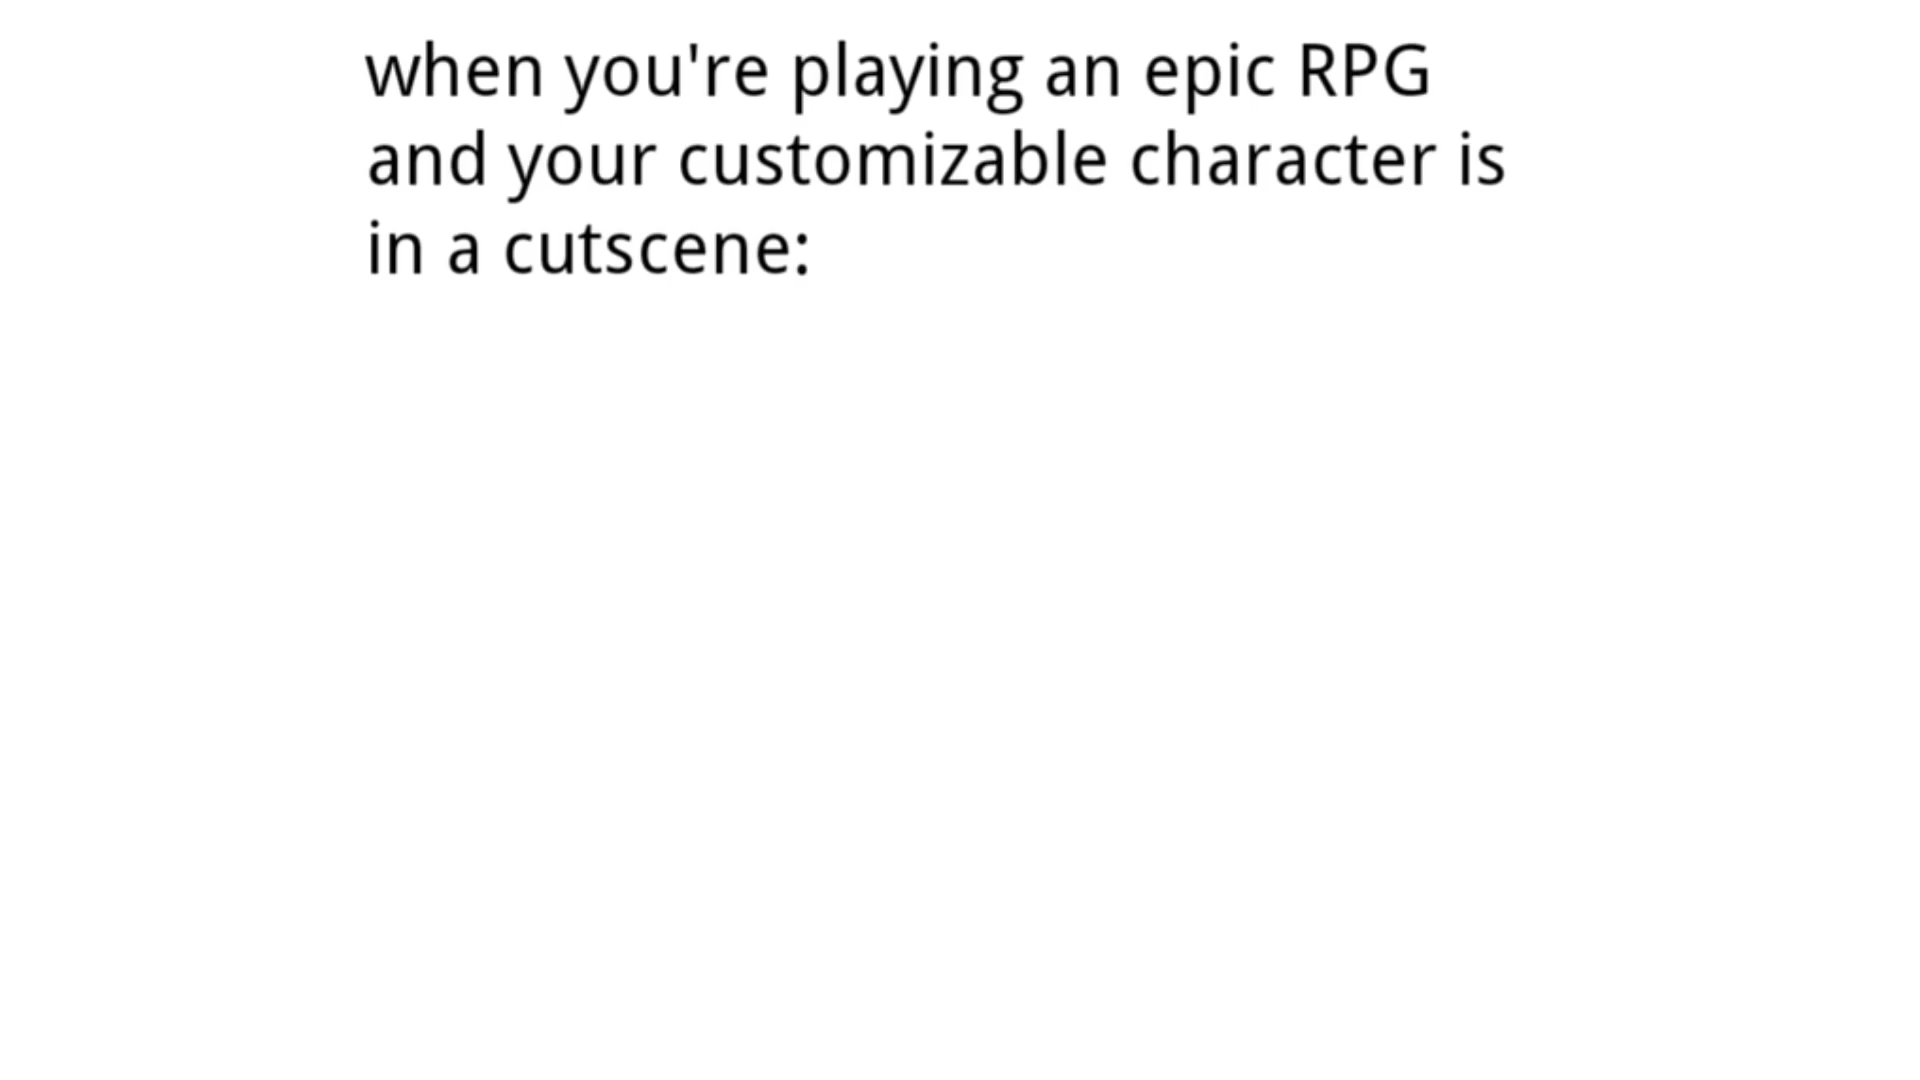 when you're playing an epic RPG
and your customizable character is
in a cutscene: